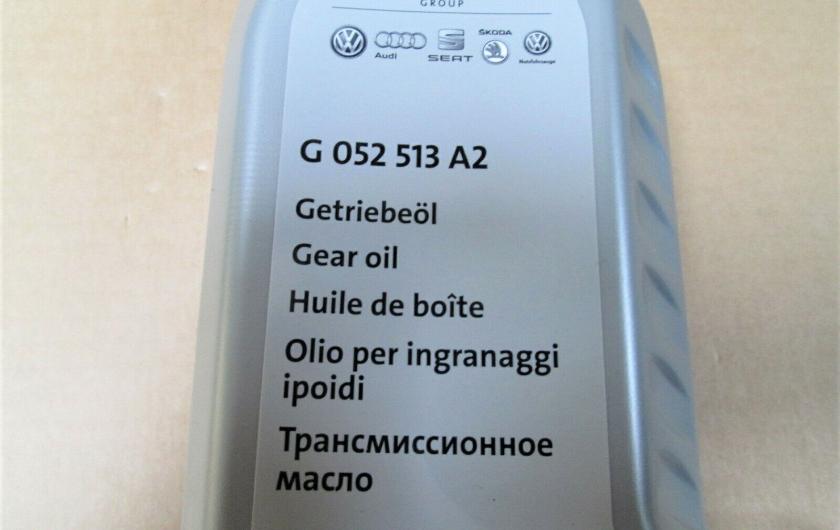 GROUP
Audi SEAT ŠKODA Nutzfahrzeuge
G 052 513 A2
Getriebeöl
Gear oil
Huile de boîte
Olio per ingranaggi
ipoidi
Трансмиссионное
масло